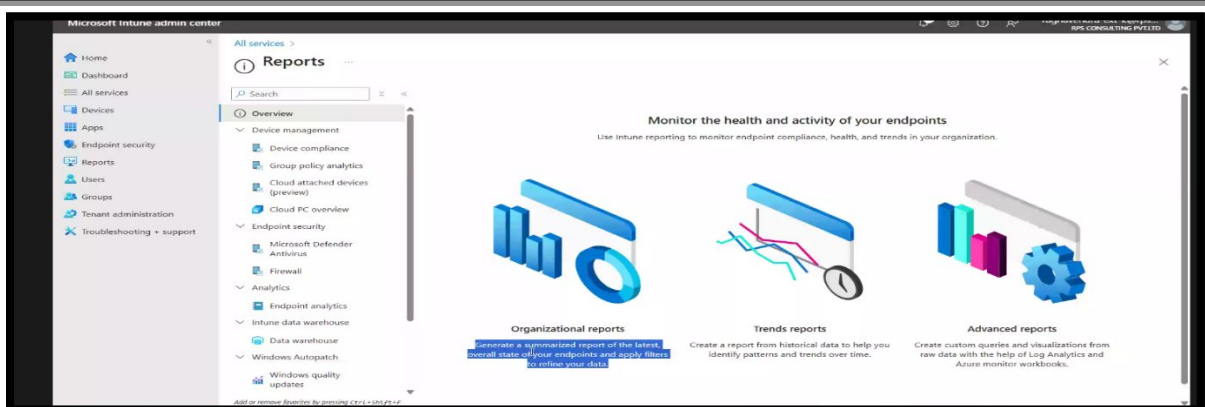 Microsoft Intune admin center
RPS CONSULTING PVT.LTD
Home
Dashboard
All services
Devices
Apps
Endpoint security
Reports
Users
Groups
Tenant administration
Troubleshooting + support
All services >
Reports
Search
Overview
Device management
Device compliance
Group policy analytics
Cloud attached devices
(preview)
Cloud PC overview
Endpoint security
Microsoft Defender
Antivirus
Firewall
Analytics
Endpoint analytics
Intune data warehouse
Data warehouse
Windows Autopatch
Windows quality
updates
Add or remove favorites by pressing Ctrl+Shift+F
Monitor the health and activity of your endpoints
Use Intune reporting to monitor endpoint compliance, health, and trends in your organization.
Organizational reports
Generate a summarized report of the latest,
overall state of your endpoints and apply filters
to refine your data.
Trends reports
Create a report from historical data to help you
identify patterns and trends over time.
Advanced reports
Create custom queries and visualizations from
raw data with the help of Log Analytics and
Azure monitor workbooks.